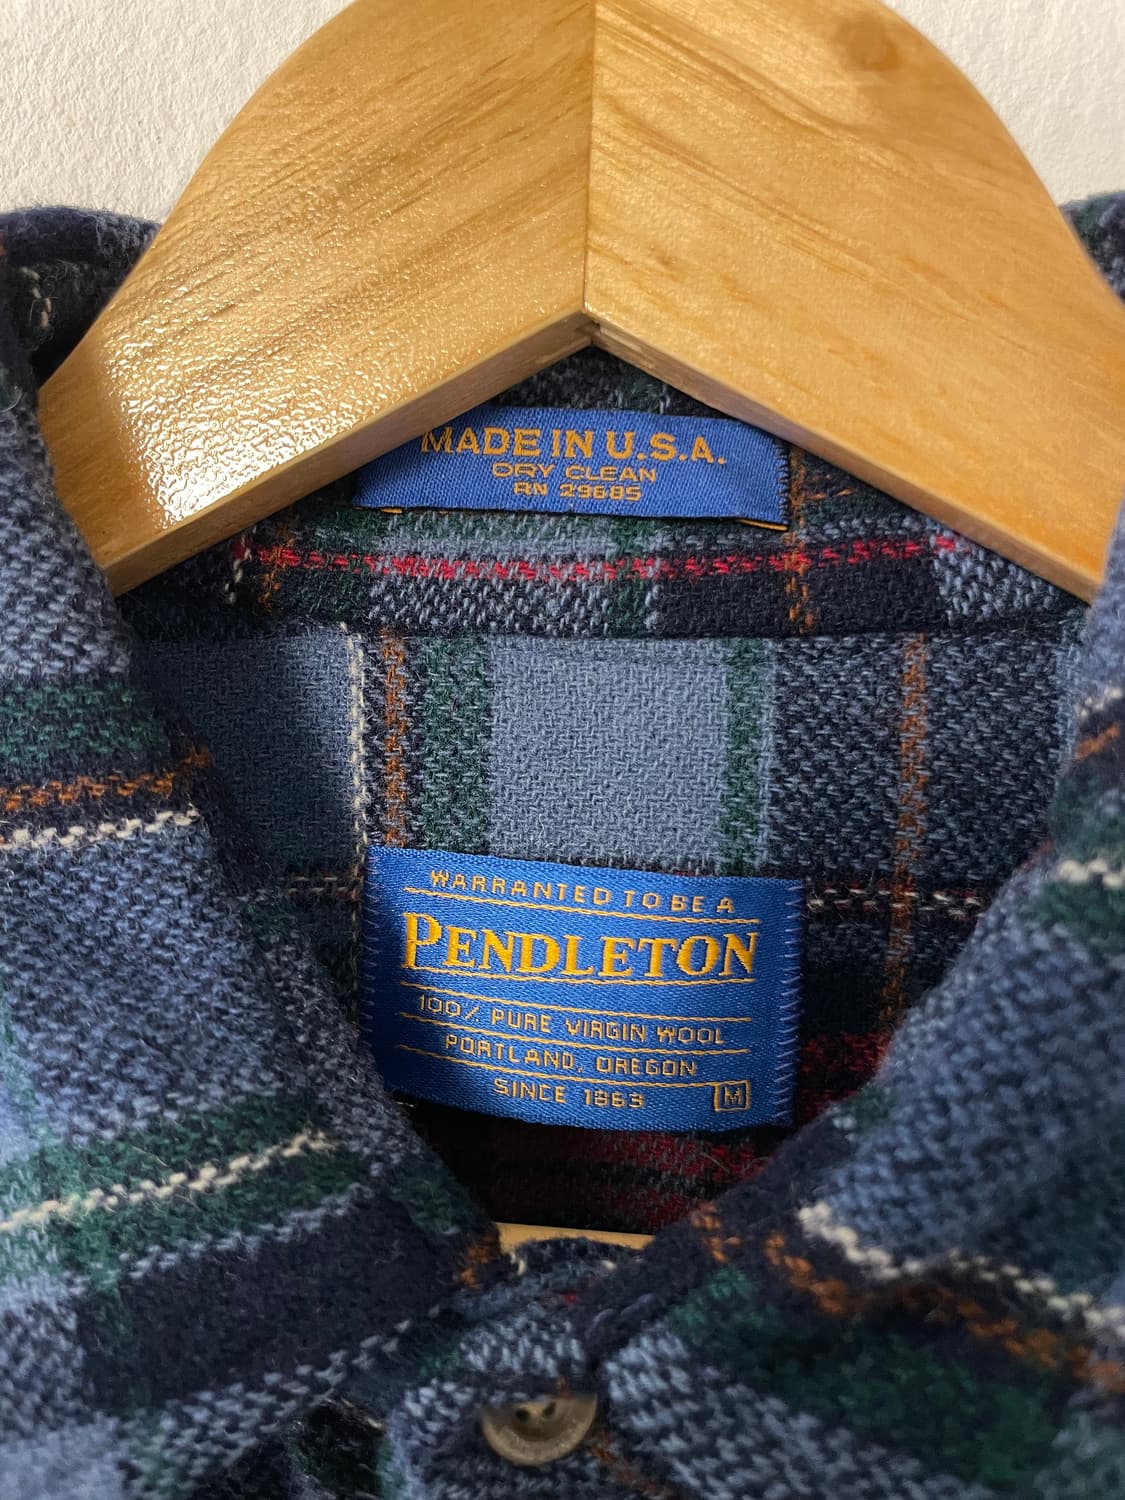 MADE IN U.S.A.
DRY CLEAN
RN 29685
WARRANTED TO BE A
PENDLETON
100% PURE VIRGIN WOOL
PORTLAND, OREGON
SINCE 1863
M